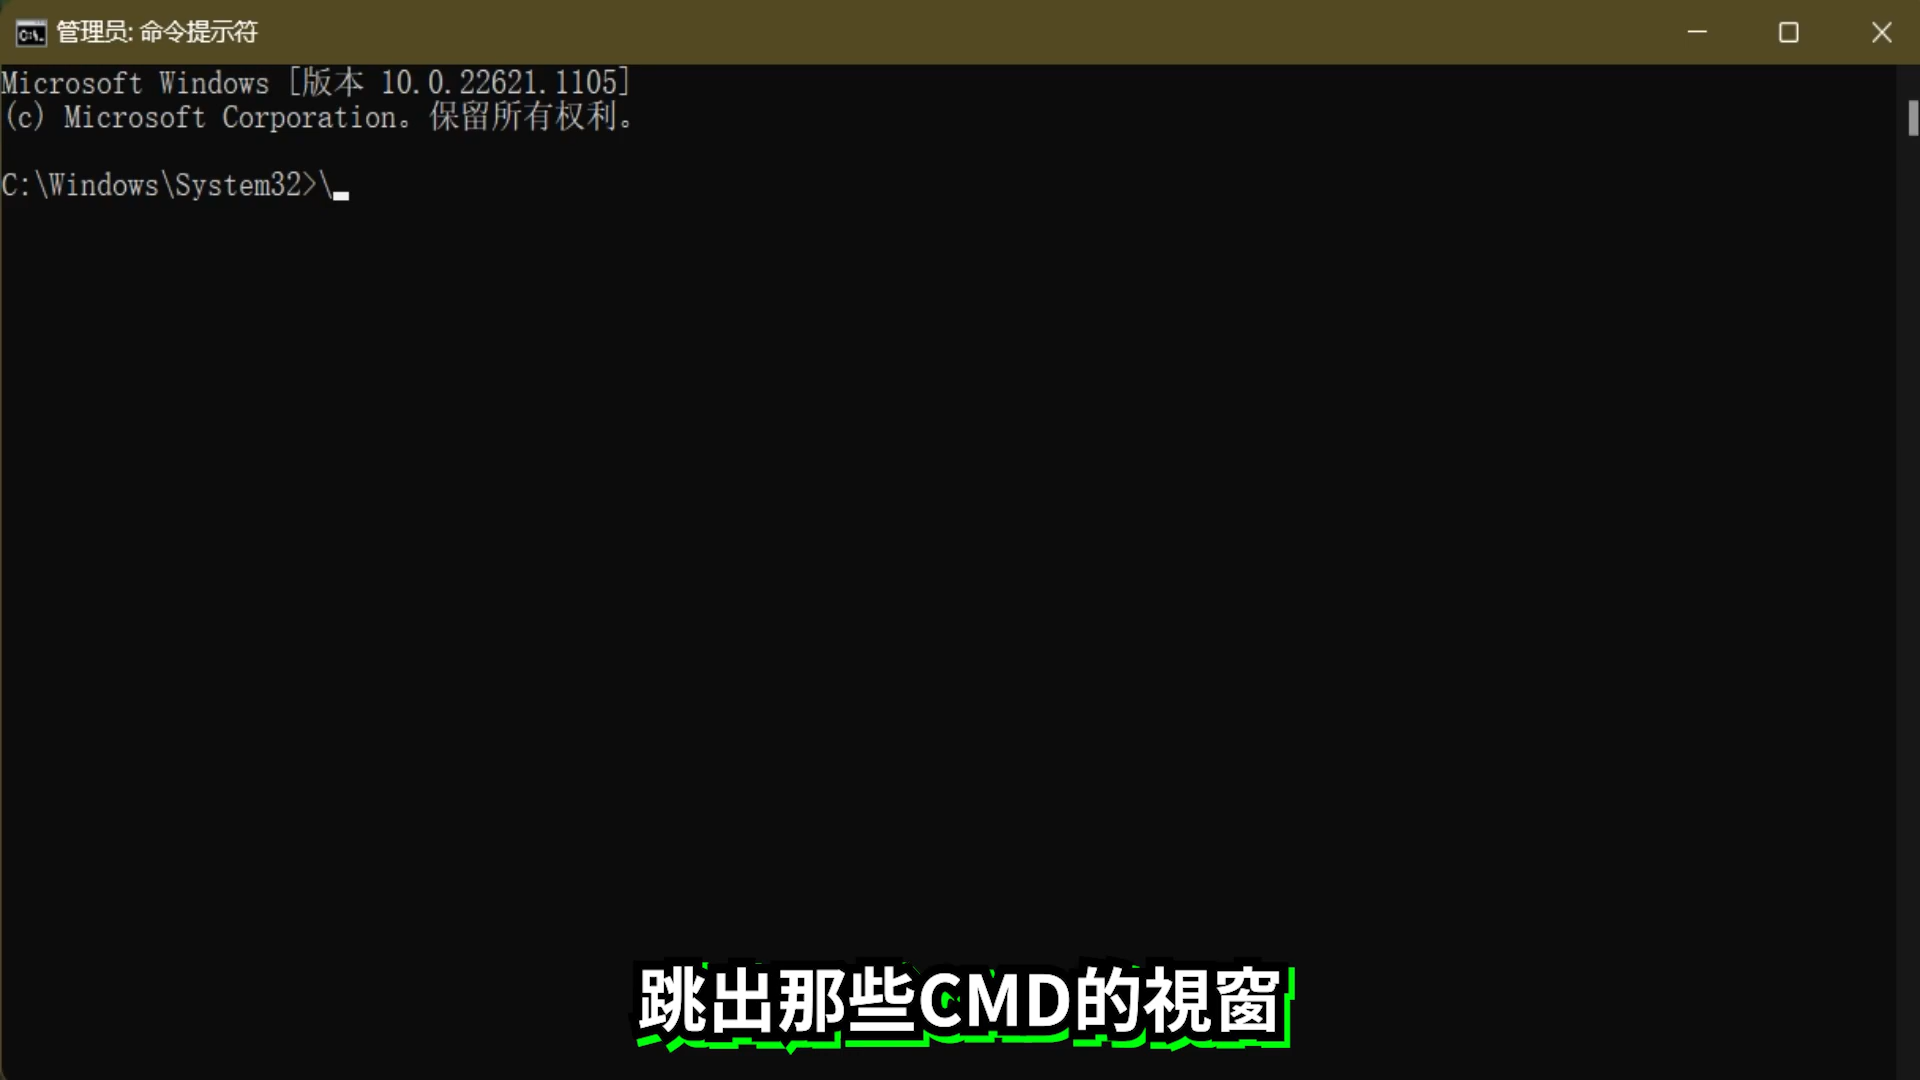 管理员: 命令提示符
Microsoft Windows [版本 10.0.22621.1105]
(c) Microsoft Corporation。保留所有权利。
C:\Windows\System32>\
跳出那些CMD的視窗